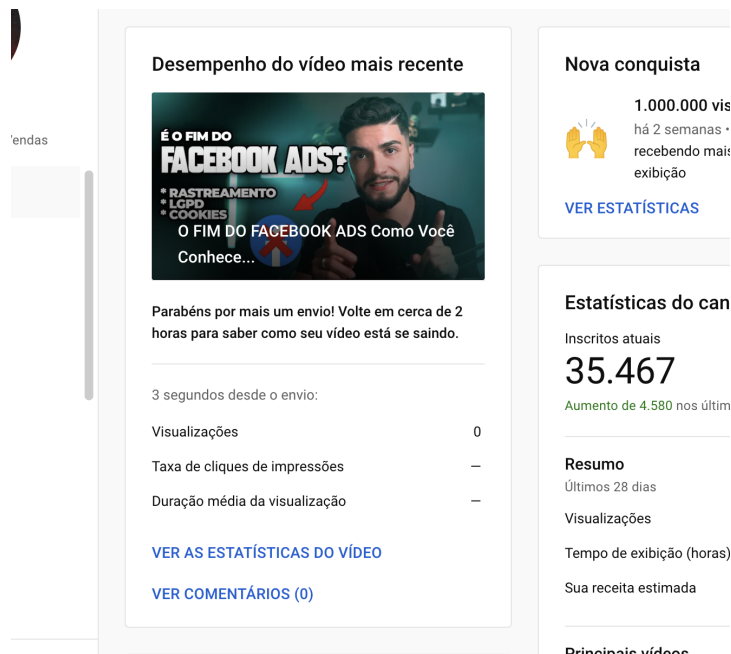 'endas
Desempenho do vídeo mais recente
É O FIM DO
FACEBOOK ADS?
* RASTREAMENTO
* LGPD
* COOKIES
O FIM DO FACEBOOK ADS Como Você
Conhece...
Parabéns por mais um envio! Volte em cerca de 2
horas para saber como seu vídeo está se saindo.
3 segundos desde o envio:
Visualizações 0
Taxa de cliques de impressões —
Duração média da visualização —
VER AS ESTATÍSTICAS DO VÍDEO
VER COMENTÁRIOS (0)
Nova conquista
1.000.000 vis
há 2 semanas •
recebendo mais
exibição
VER ESTATÍSTICAS
Estatísticas do can
Inscritos atuais
35.467
Aumento de 4.580 nos últim
Resumo
Últimos 28 dias
Visualizações
Tempo de exibição (horas)
Sua receita estimada
Principais vídeos